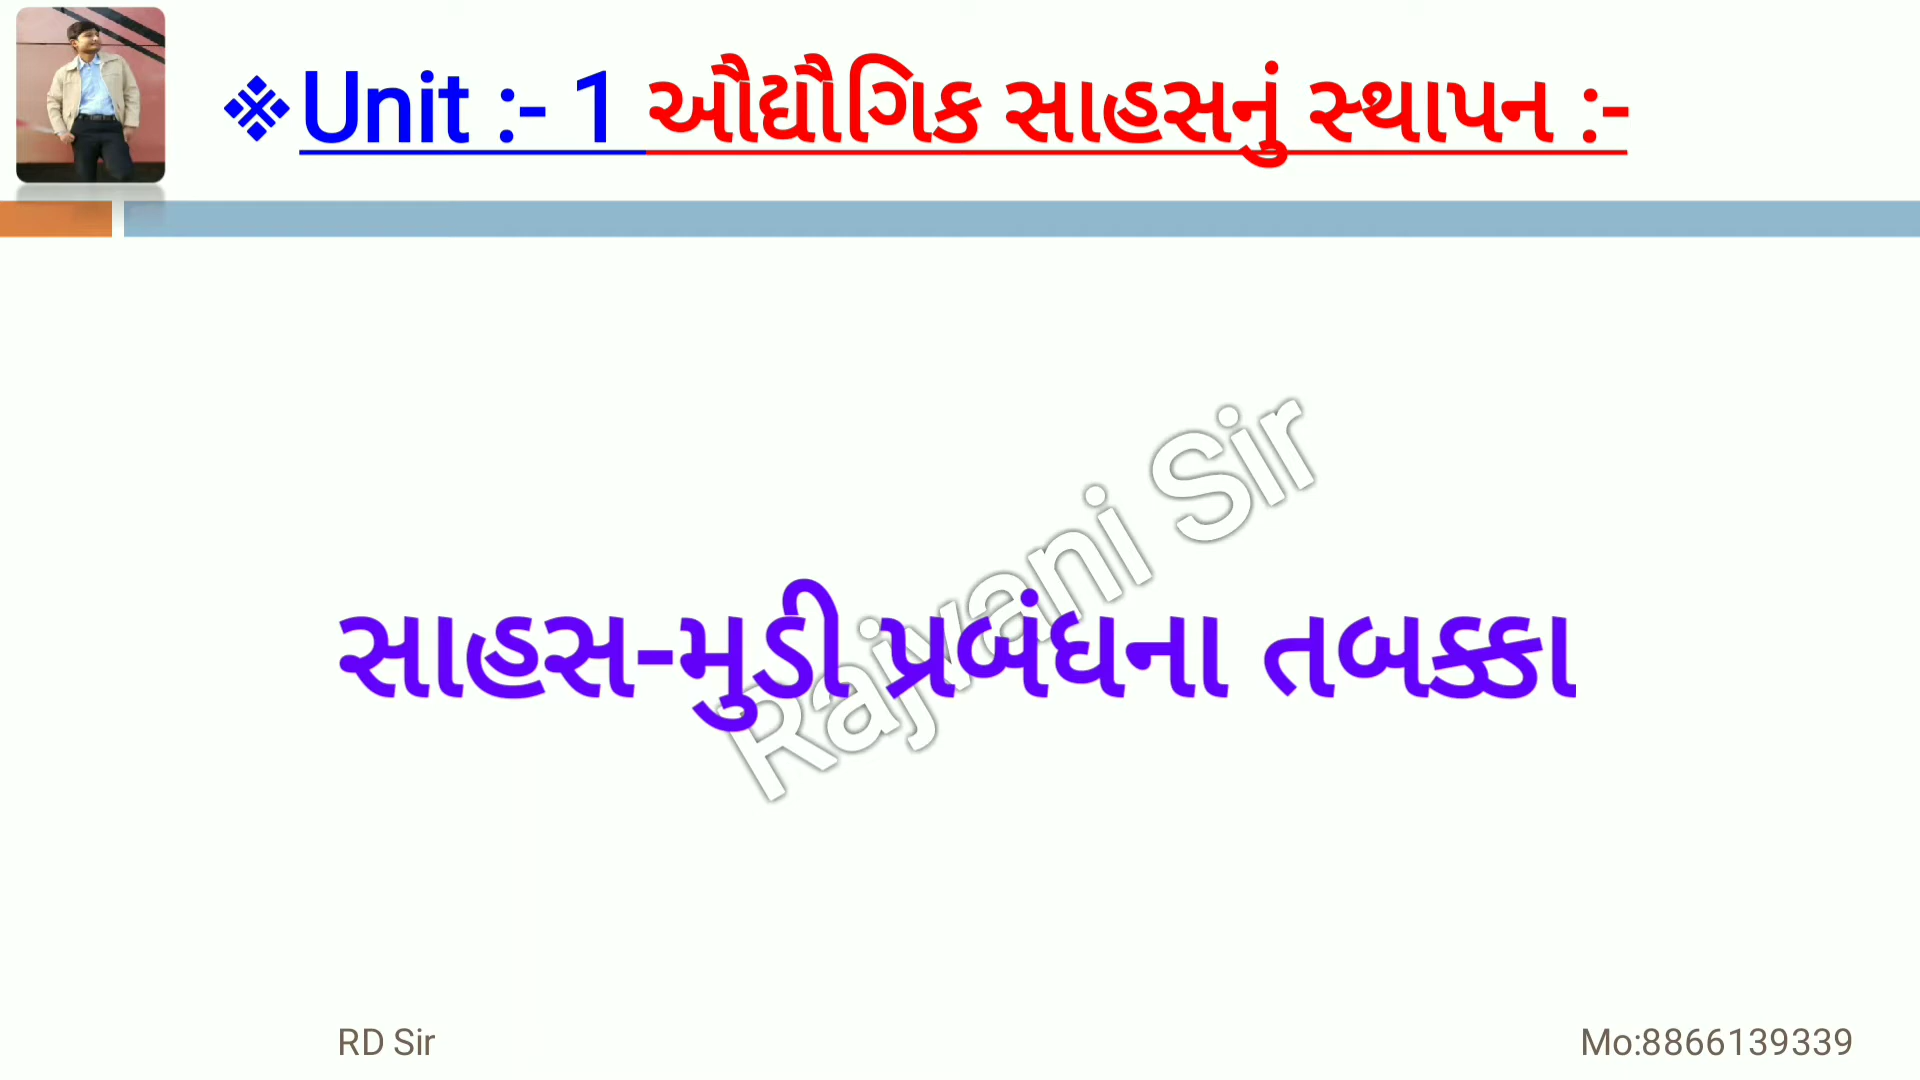 ❖Unit :- 1 ઔદ્યૌગિક સાહસનું સ્થાપન :-
Rajvani Sir
સાહસ-મુડી પ્રબંધના તબક્કા
RD Sir
Mo:8866139339